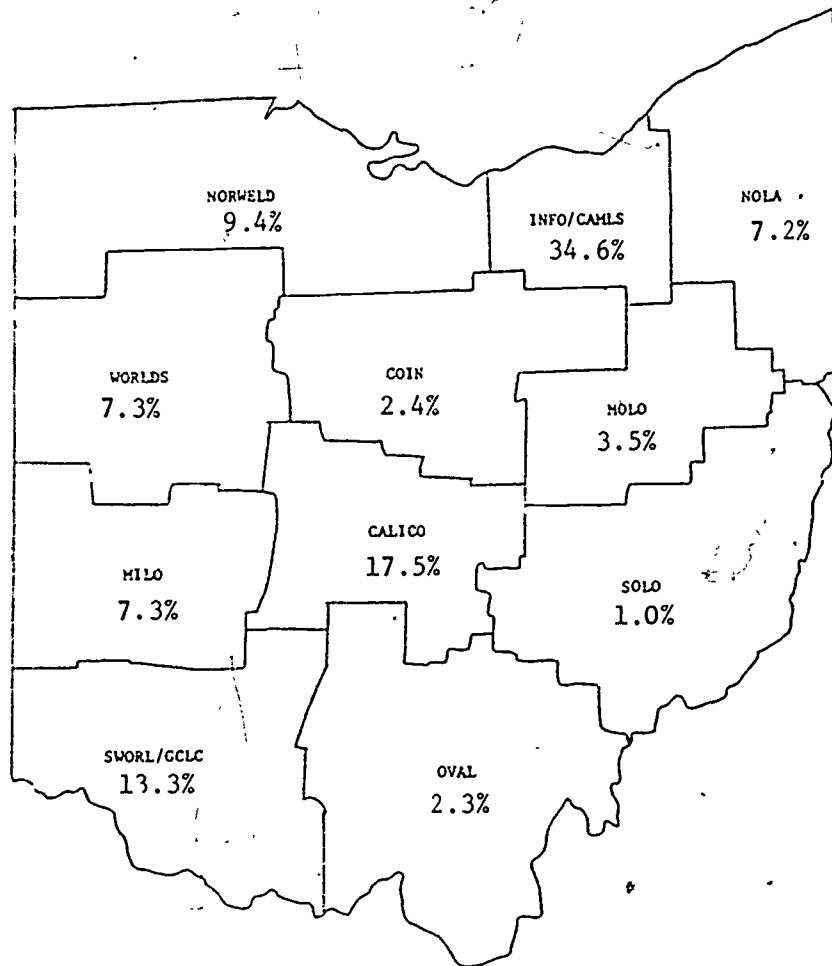 NORWELD
9.4%
INFO/CAMLS
34.6%
NOLA
7.2%
WORLDS
7.3%
COIN
2.4%
MOLO
3.5%
CALICO
17.5%
MILO
7.3%
SOLO
1.0%
SWORL/GCLC
13.3%
OVAL
2.3%